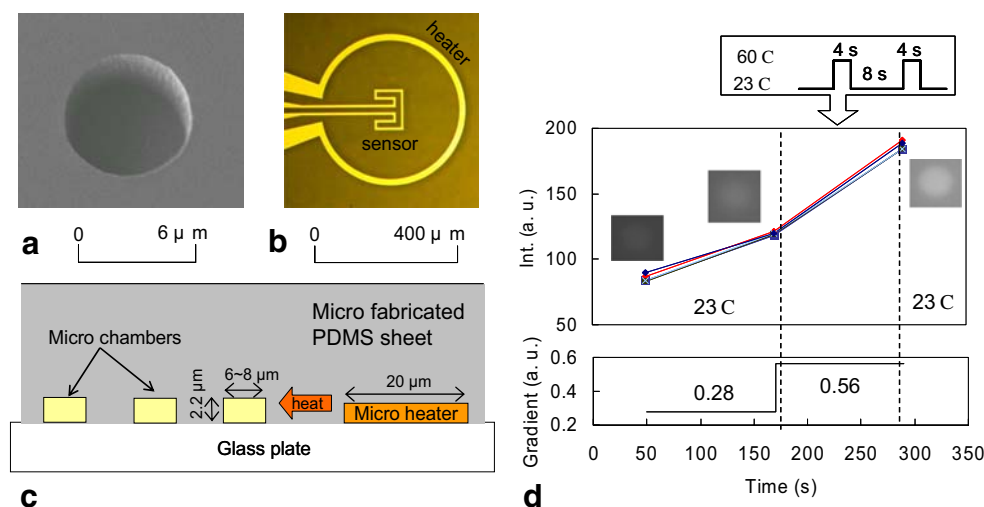 heater
sensor
0 6 μ m
a
0 400 μ m
b
Micro fabricated
PDMS sheet
Micro chambers
6~8 μm
2.2 μm
20 μm
heat
Micro heater
Glass plate
c
60 C
23 C
4 s
8 s
4 s
Int. (a. u.)
200
150
100
50
23 C
23 C
Gradient (a. u.)
0.6
0.4
0.2
0.28
0.56
0 50 100 150 200 250 300 350
Time (s)
d